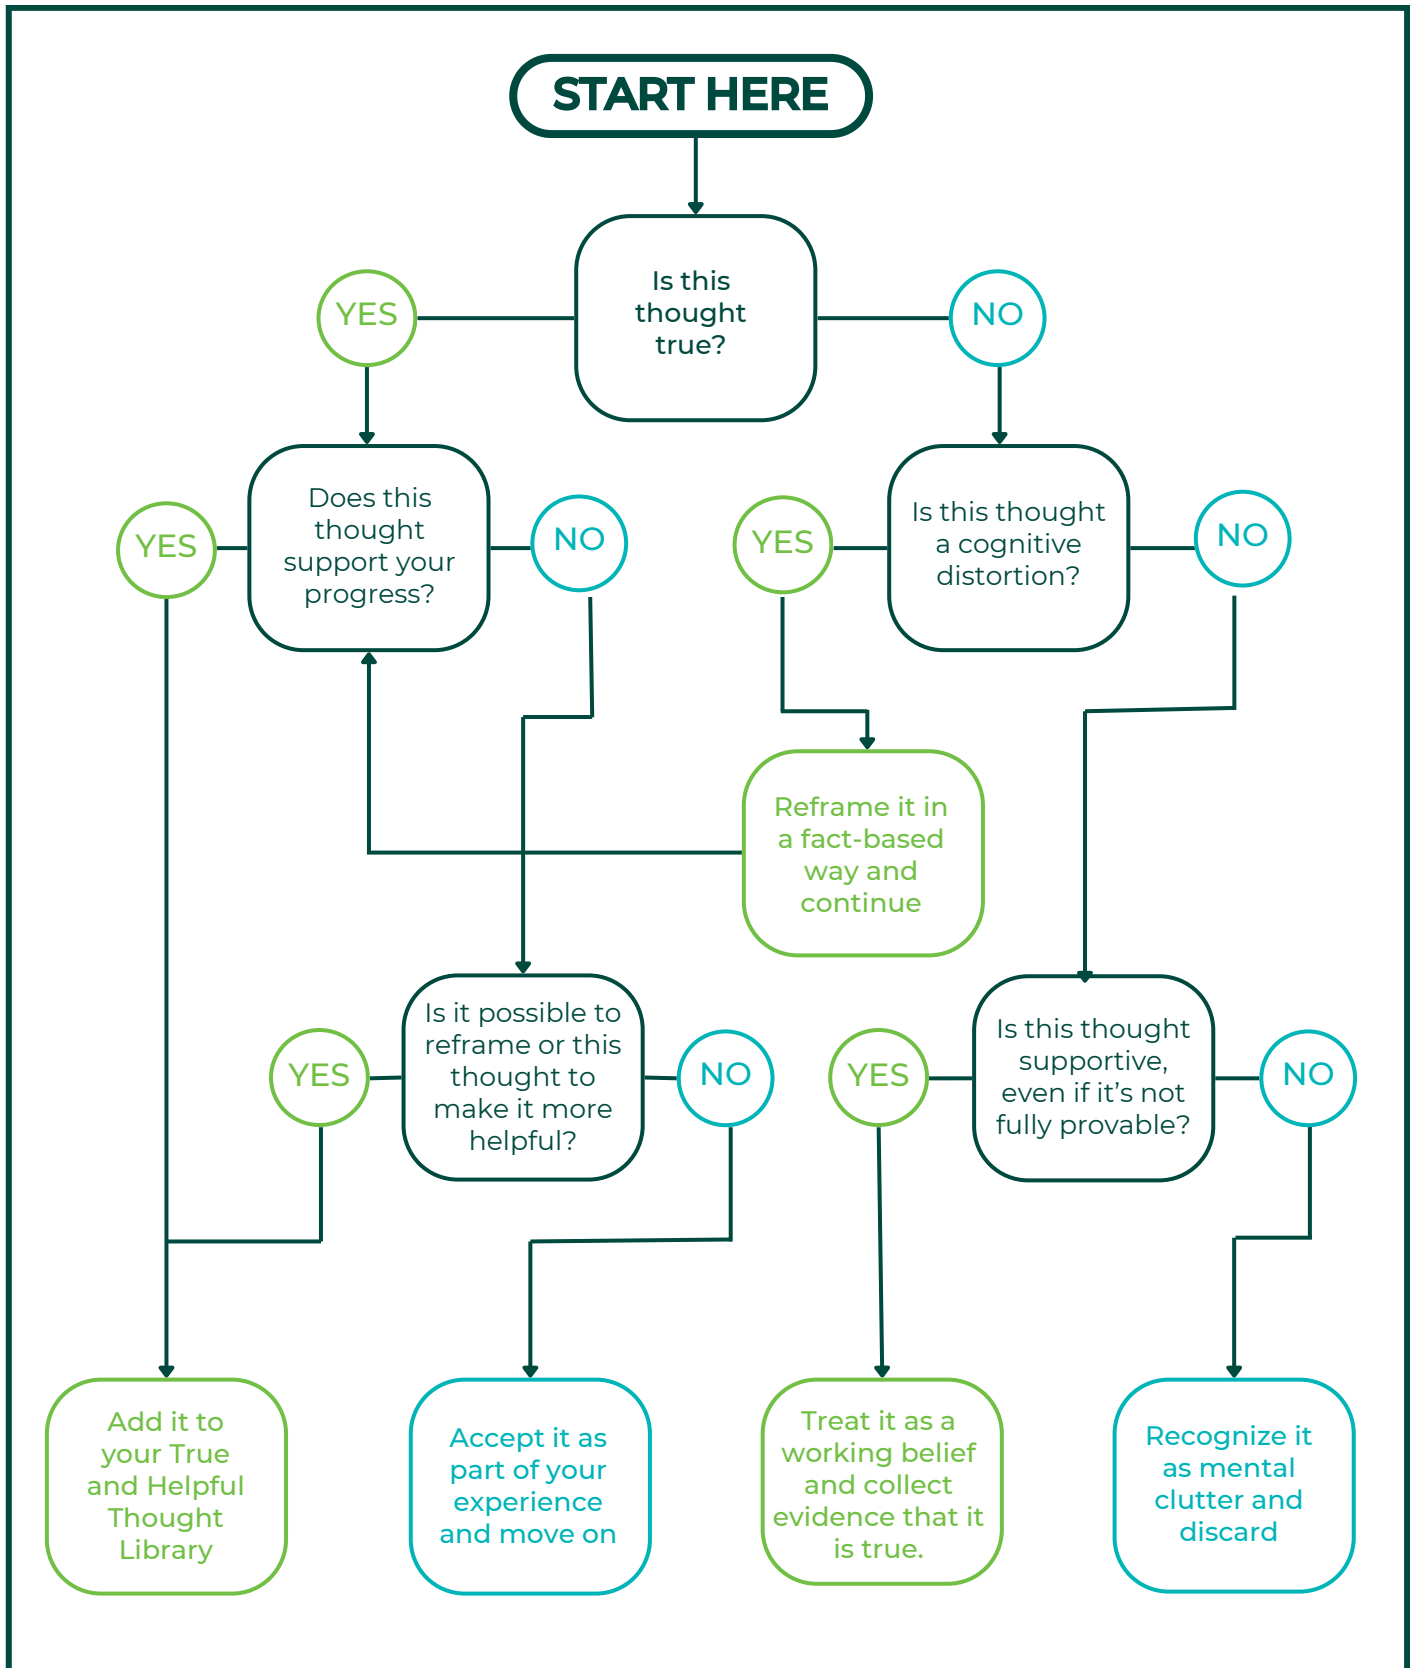 START HERE
Is this
thought
true?
YES
NO
Does this
thought
support your
progress?
YES
NO
Is this thought
a cognitive
distortion?
YES
NO
Reframe it in
a fact-based
way and
continue
Is it possible to
reframe or this
thought to
make it more
helpful?
YES
NO
Is this thought
supportive,
even if it’s not
fully provable?
YES
NO
Add it to
your True
and Helpful
Thought
Library
Accept it as
part of your
experience
and move on
Treat it as a
working belief
and collect
evidence that it
is true.
Recognize it
as mental
clutter and
discard